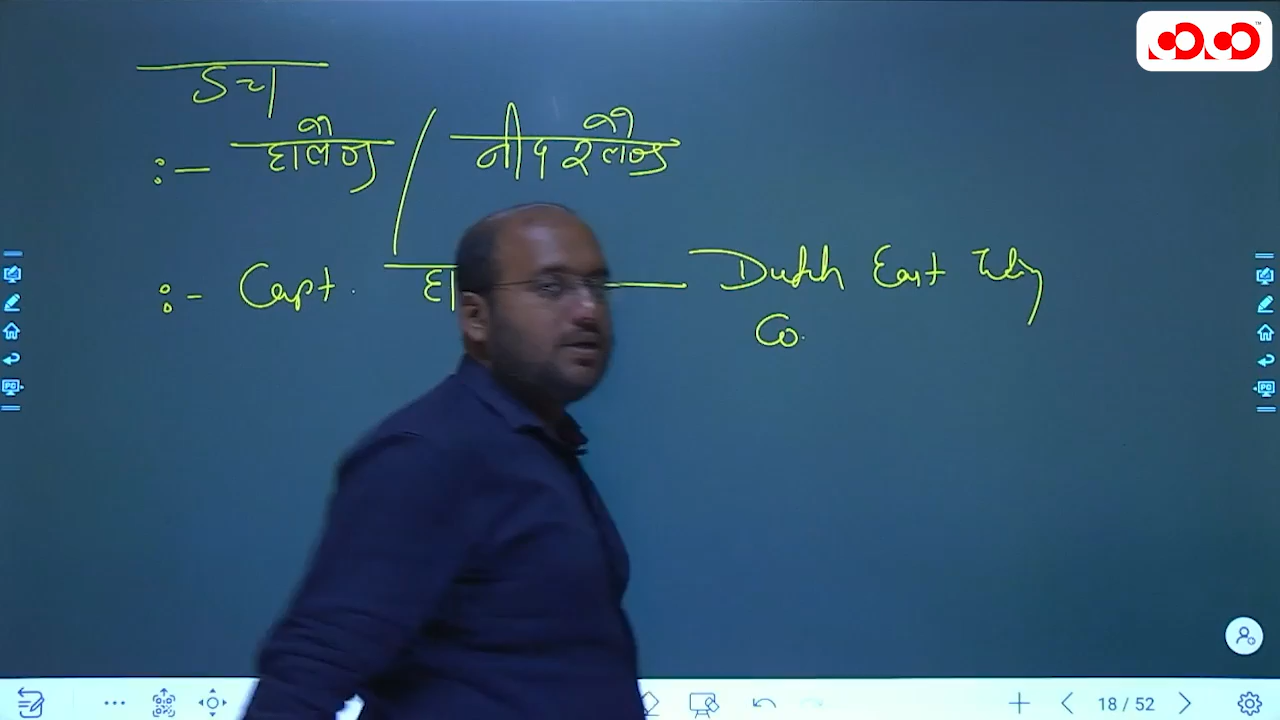 डच
:- हालैण्ड / नीदरलैण्ड
:- Capt. हा — Dutch East India
Co.
18 / 52